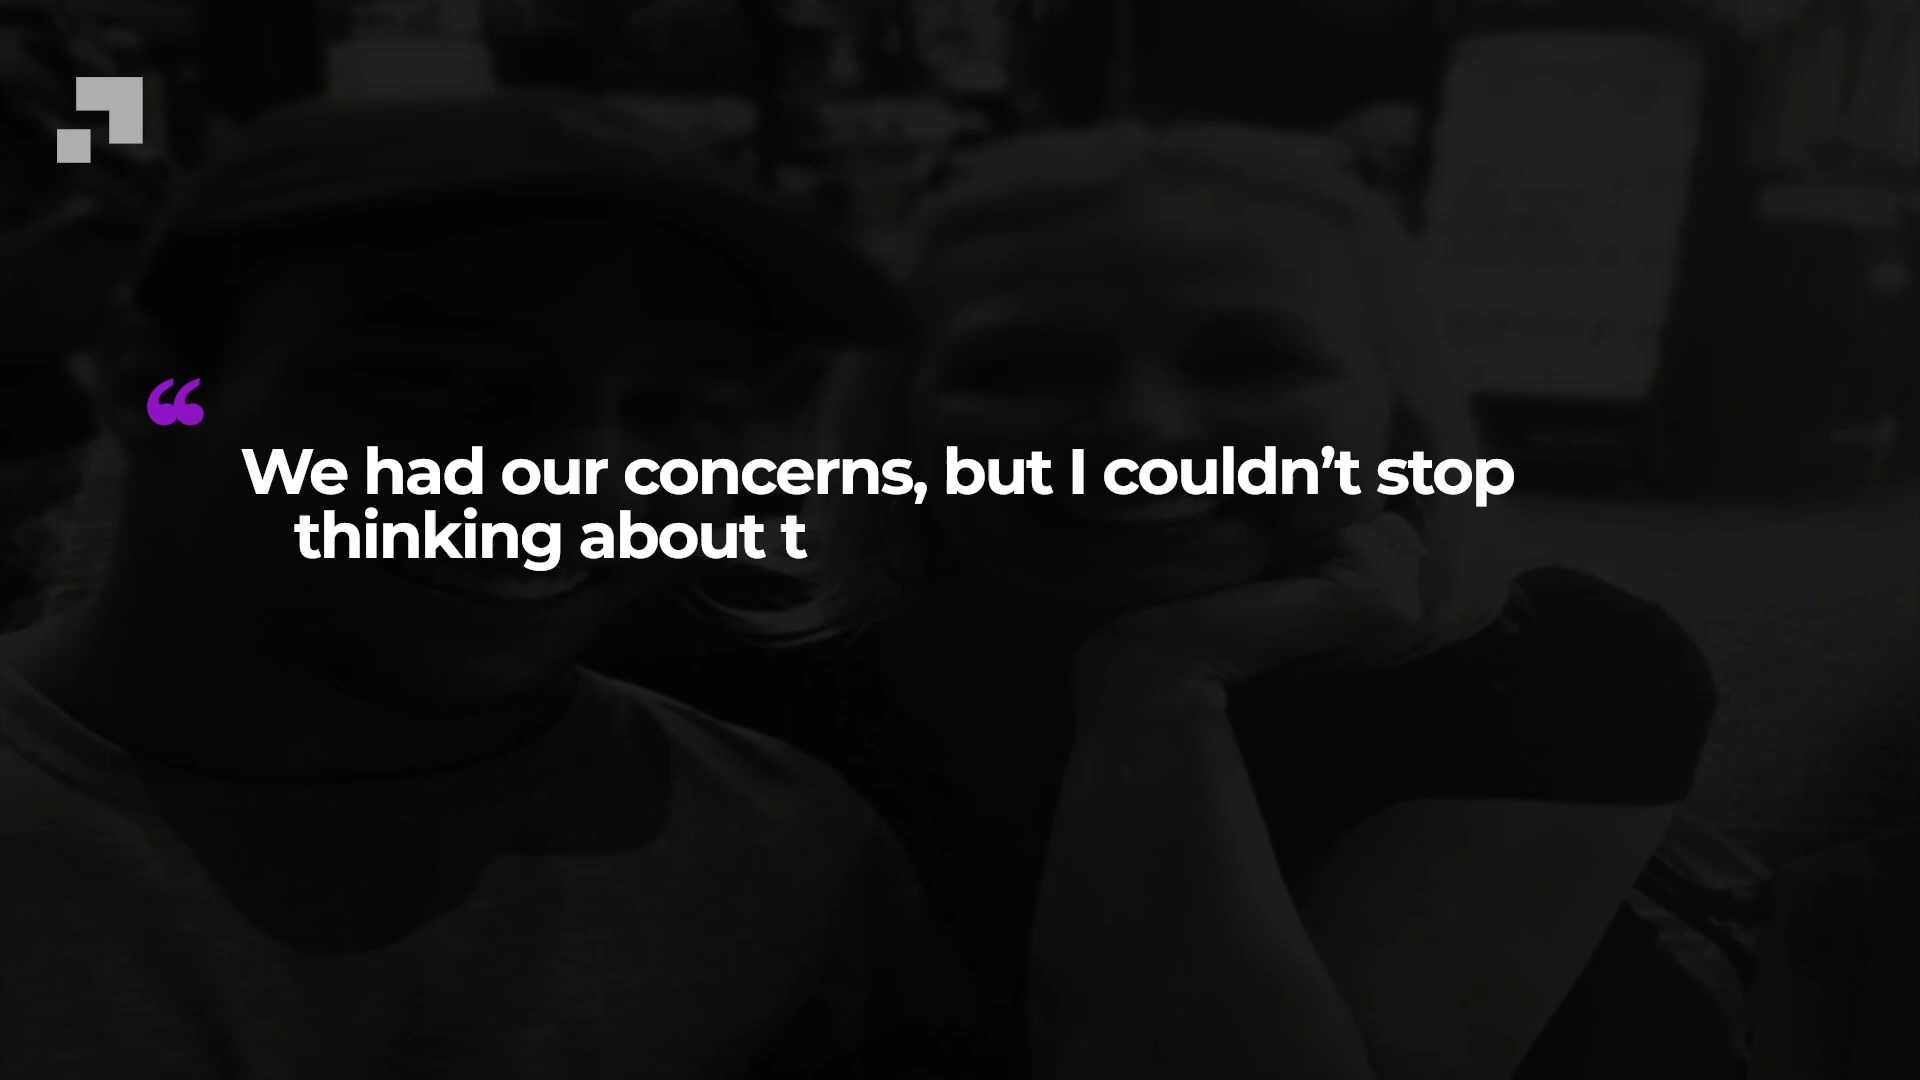 “
We had our concerns, but I couldn’t stop
thinking about t